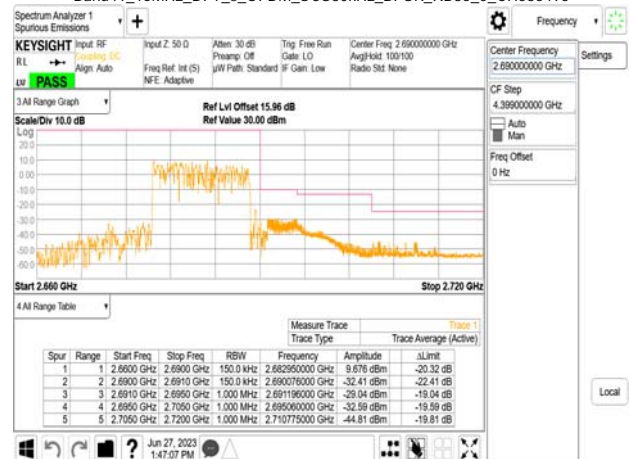 Spectrum Analyzer 1
Spurious Emissions
Frequency
KEYSIGHT
Input: RF
Coupling: DC
Align: Auto
Input Z: 50 Ω
Freq Ref: Int (S)
NFE: Adaptive
Atten: 30 dB
Preamp: Off
µW Path: Standard
Trig: Free Run
Gate: LO
IF Gain: Low
Center Freq: 2.690000000 GHz
Avg|Hold: 100/100
Radio Std: None
RL
PASS
Center Frequency
2.690000000 GHz
Settings
CF Step
4.399000000 GHz
Auto
Man
Freq Offset
0 Hz
3 All Range Graph
Scale/Div 10.0 dB
Ref Lvl Offset 15.96 dB
Ref Value 30.00 dBm
Log
20.0
10.0
0.00
-10.0
-20.0
-30.0
-40.0
-50.0
-60.0
Start 2.660 GHz
Stop 2.720 GHz
4 All Range Table
Measure Trace Trace 1
Trace Type Trace Average (Active)
Spur Range Start Freq Stop Freq RBW Frequency Amplitude ΔLimit
1 1 2.6600 GHz 2.6900 GHz 150.0 kHz 2.682950000 GHz 9.676 dBm -20.32 dB
2 2 2.6900 GHz 2.6910 GHz 150.0 kHz 2.690076000 GHz -32.41 dBm -22.41 dB
3 3 2.6910 GHz 2.6950 GHz 1.000 MHz 2.691196000 GHz -29.04 dBm -19.04 dB
4 4 2.6950 GHz 2.7050 GHz 1.000 MHz 2.695060000 GHz -32.59 dBm -19.59 dB
5 5 2.7050 GHz 2.7200 GHz 1.000 MHz 2.710775000 GHz -44.81 dBm -19.81 dB
Local
Jun 27, 2023
1:47:07 PM